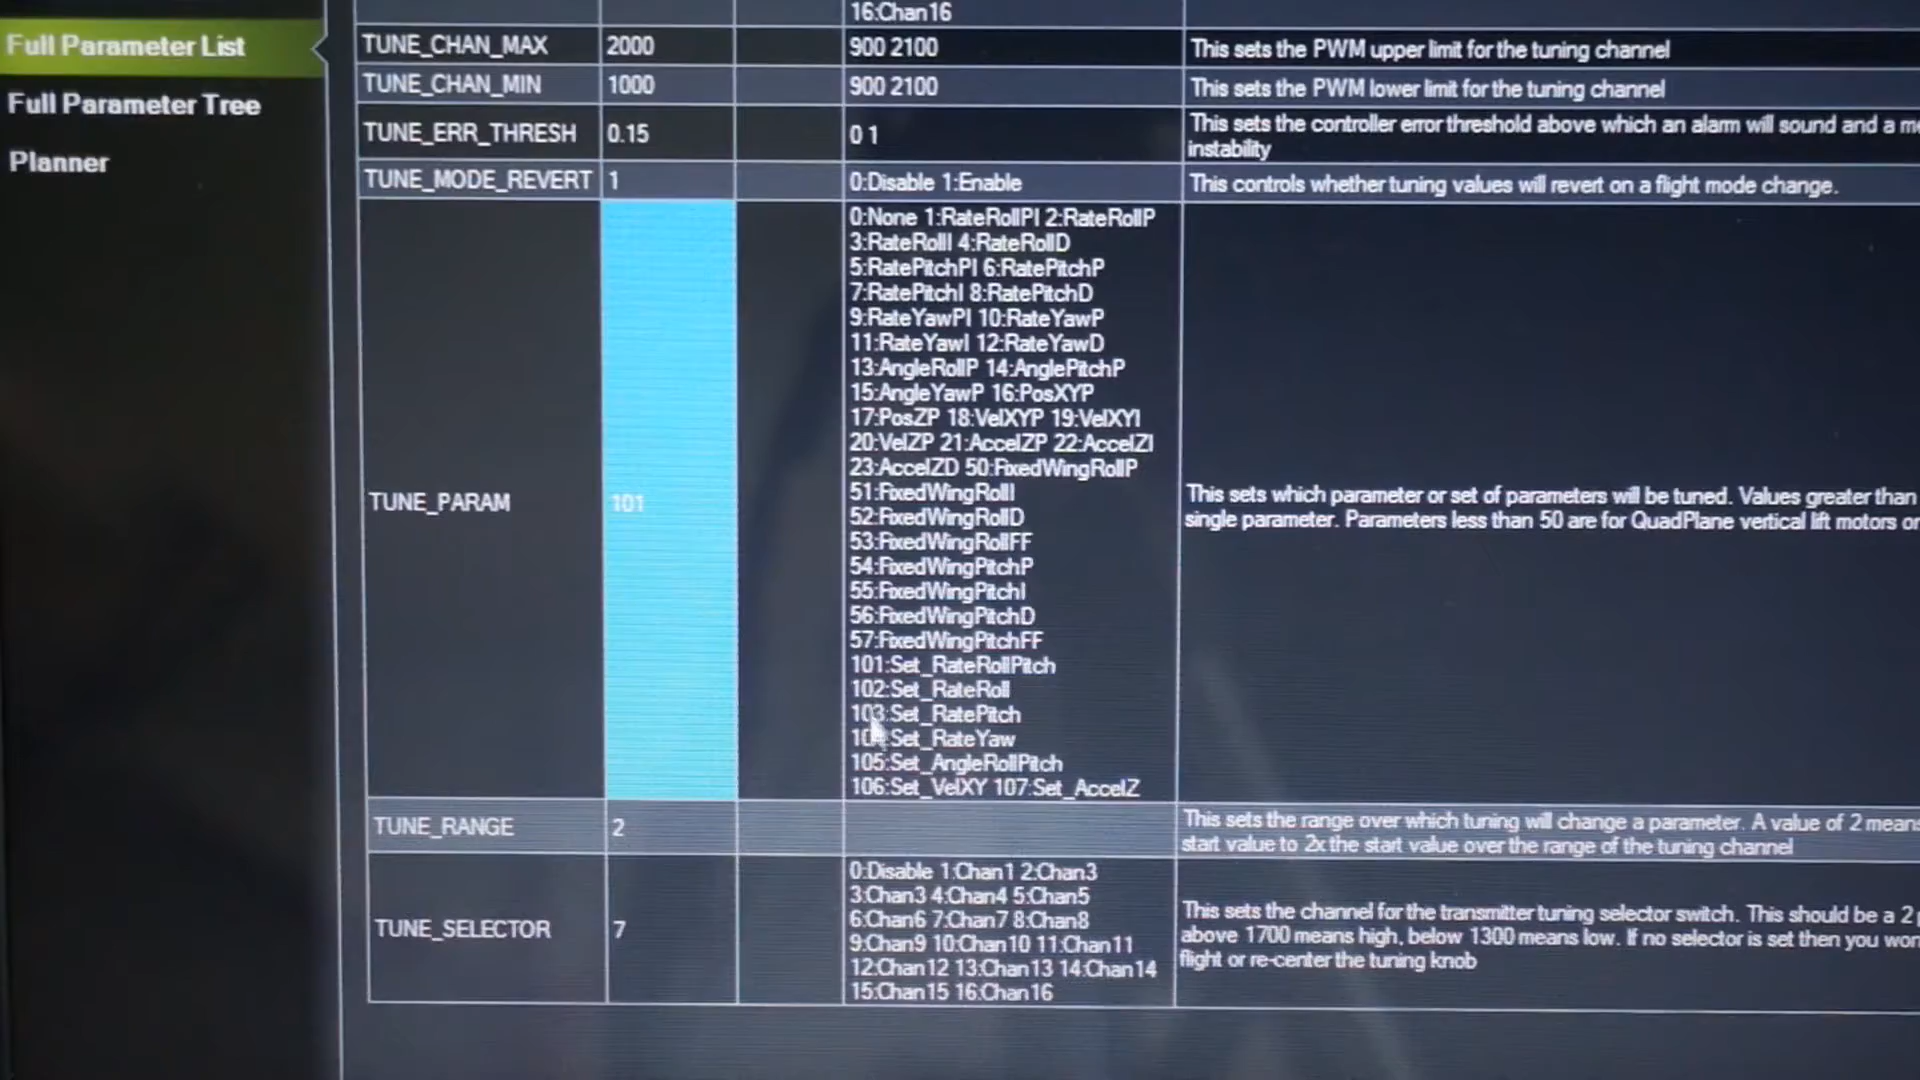 16:Chan16
Full Parameter List
Full Parameter Tree
Planner
TUNE_CHAN_MAX 2000 900 2100 This sets the PWM upper limit for the tuning channel
TUNE_CHAN_MIN 1000 900 2100 This sets the PWM lower limit for the tuning channel
TUNE_ERR_THRESH 0.15 0 1 This sets the controller error threshold above which an alarm will sound and a me
instability
TUNE_MODE_REVERT 1 0:Disable 1:Enable This controls whether tuning values will revert on a flight mode change.
TUNE_PARAM 101
0:None 1:RateRollPI 2:RateRollP
3:RateRollI 4:RateRollD
5:RatePitchPI 6:RatePitchP
7:RatePitchI 8:RatePitchD
9:RateYawPI 10:RateYawP
11:RateYawI 12:RateYawD
13:AngleRollP 14:AnglePitchP
15:AngleYawP 16:PosXYP
17:PosZP 18:VelXYP 19:VelXYI
20:VelZP 21:AccelZP 22:AccelZI
23:AccelZD 50:FixedWingRollP
51:FixedWingRollI
52:FixedWingRollD
53:FixedWingRollFF
54:FixedWingPitchP
55:FixedWingPitchI
56:FixedWingPitchD
57:FixedWingPitchFF
101:Set_RateRollPitch
102:Set_RateRoll
103:Set_RatePitch
104:Set_RateYaw
105:Set_AngleRollPitch
106:Set_VelXY 107:Set_AccelZ
This sets which parameter or set of parameters will be tuned. Values greater than
single parameter. Parameters less than 50 are for QuadPlane vertical lift motors or
TUNE_RANGE 2 This sets the range over which tuning will change a parameter. A value of 2 means
start value to 2x the start value over the range of the tuning channel
TUNE_SELECTOR 7
0:Disable 1:Chan1 2:Chan3
3:Chan3 4:Chan4 5:Chan5
6:Chan6 7:Chan7 8:Chan8
9:Chan9 10:Chan10 11:Chan11
12:Chan12 13:Chan13 14:Chan14
15:Chan15 16:Chan16
This sets the channel for the transmitter tuning selector switch. This should be a 2 p
above 1700 means high, below 1300 means low. If no selector is set then you won
flight or re-center the tuning knob